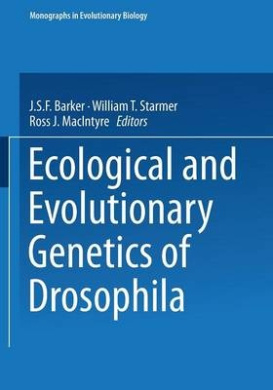 Monographs in Evolutionary Biology
J.S.F. Barker · William T. Starmer
Ross J. MacIntyre Editors
Ecological and
Evolutionary
Genetics of
Drosophila